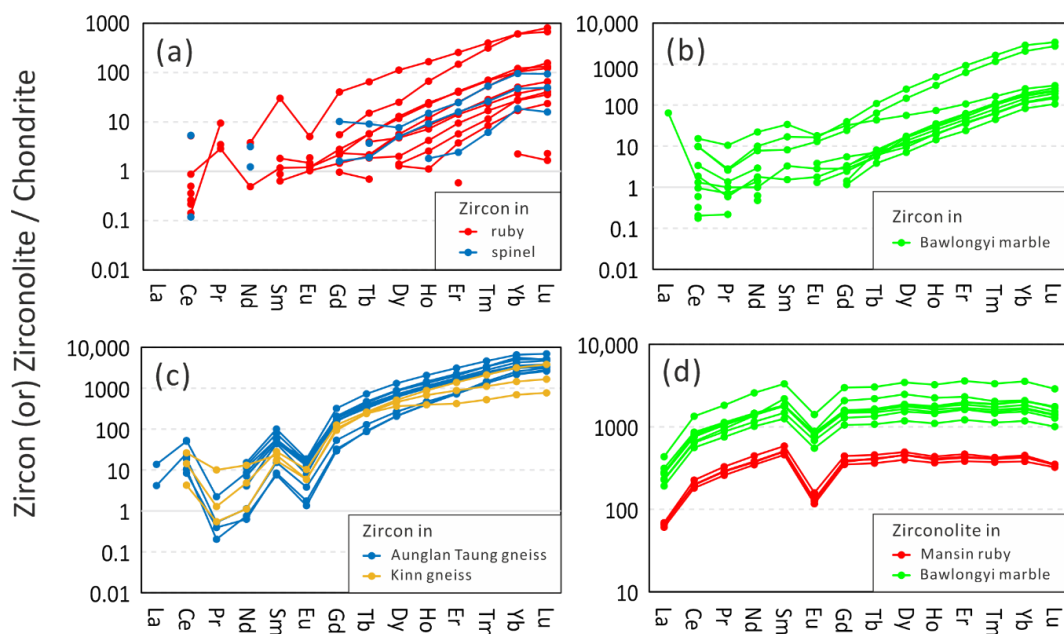 Zircon (or) Zirconolite / Chondrite
(a)
1000
100
10
1
0.1
0.01
Zircon in
ruby
spinel
La Ce Pr Nd Sm Eu Gd Tb Dy Ho Er Tm Yb Lu
(b)
10,000
1000
100
10
1
0.1
0.01
Zircon in
Bawlongyi marble
La Ce Pr Nd Sm Eu Gd Tb Dy Ho Er Tm Yb Lu
(c)
10,000
1000
100
10
1
0.1
0.01
Zircon in
Aunglan Taung gneiss
Kinn gneiss
La Ce Pr Nd Sm Eu Gd Tb Dy Ho Er Tm Yb Lu
(d)
10,000
1000
100
10
Zirconolite in
Mansin ruby
Bawlongyi marble
La Ce Pr Nd Sm Eu Gd Tb Dy Ho Er Tm Yb Lu